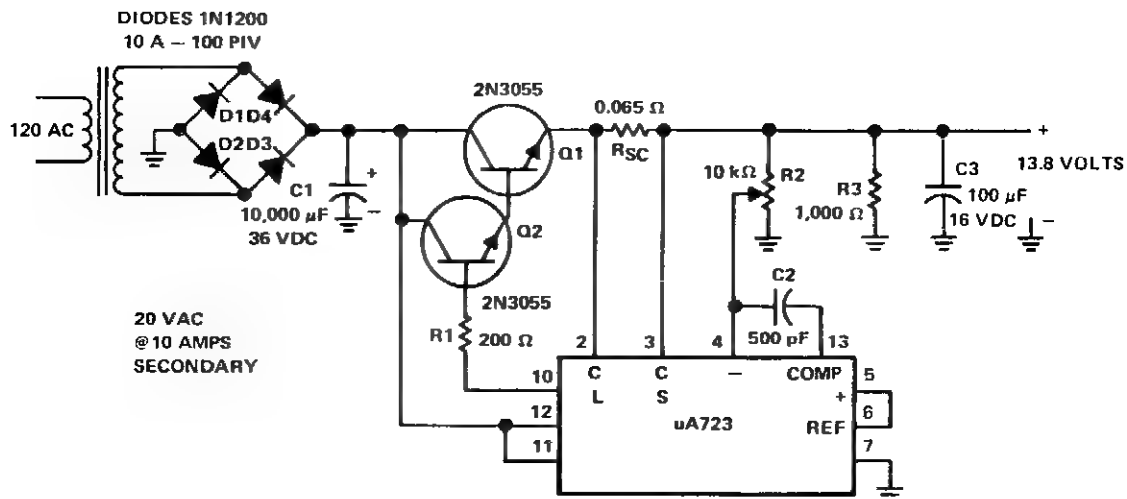 DIODES 1N1200
10 A – 100 PIV
120 AC
D1D4
D2D3
C1
+
10,000 μF
–
36 VDC
20 VAC
@10 AMPS
SECONDARY
2N3055
Q1
Q2
2N3055
R1
200 Ω
0.065 Ω
RSC
10 kΩ
R2
R3
1,000 Ω
C3
100 μF
16 VDC
+
13.8 VOLTS
–
C2
500 pF
2
3
4
13
10
12
11
5
6
7
C
L
C
S
–
COMP
+
REF
uA723